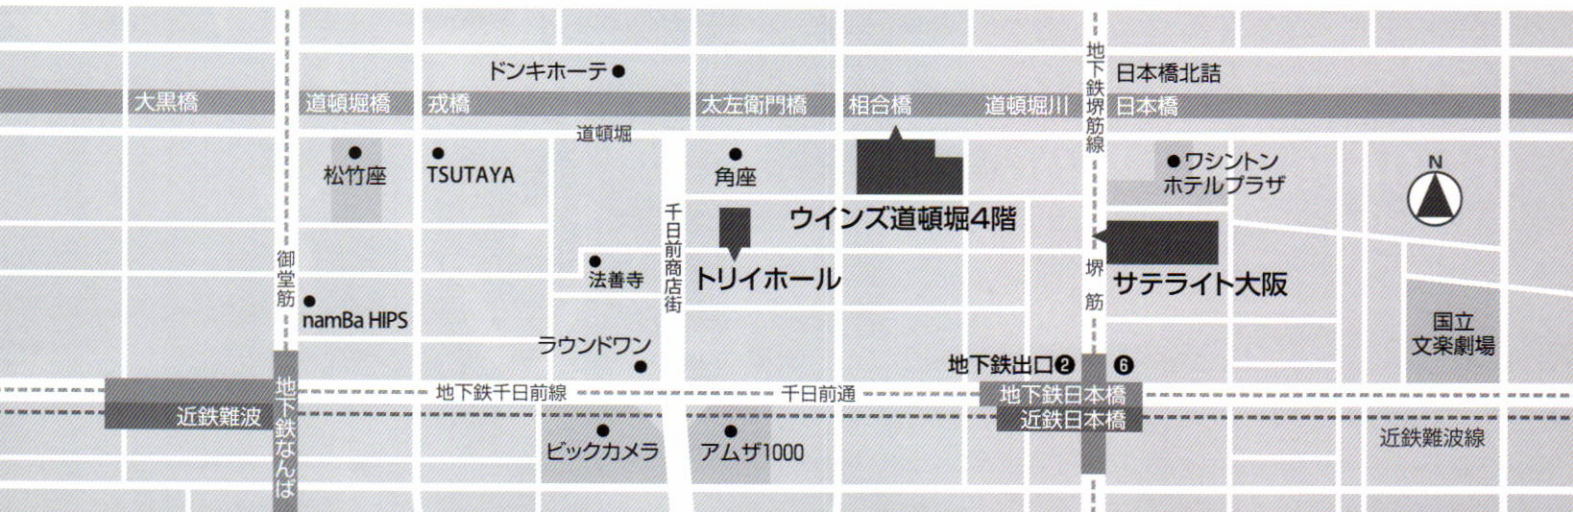 ドンキホーテ
日本橋北詰
大黒橋
道頓堀橋
戎橋
太左衛門橋
相合橋
道頓堀川
日本橋
地下鉄堺筋線
道頓堀
松竹座
TSUTAYA
角座
ワシントン
ホテルプラザ
N
ウインズ道頓堀4階
千日前商店街
御堂筋
法善寺
トリイホール
堺筋
サテライト大阪
namBa HIPS
国立
文楽劇場
ラウンドワン
地下鉄出口❷
❻
地下鉄千日前線
千日前通
地下鉄日本橋
近鉄難波
地下鉄なんば
近鉄日本橋
近鉄難波線
ビックカメラ
アムザ1000